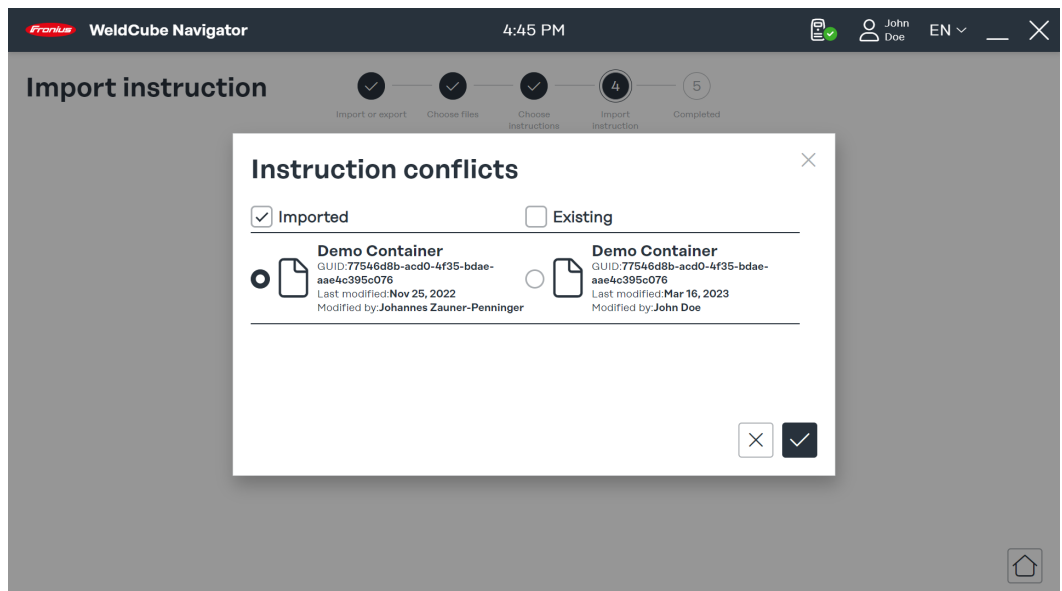 Fronius WeldCube Navigator 4:45 PM John Doe EN
Import instruction
4 5
Import or export Choose files Choose instructions Import instruction Completed
Instruction conflicts
Imported Existing
Demo Container
GUID:77546d8b-acd0-4f35-bdae-
aae4c395c076
Last modified:Nov 25, 2022
Modified by:Johannes Zauner-Penninger
Demo Container
GUID:77546d8b-acd0-4f35-bdae-
aae4c395c076
Last modified:Mar 16, 2023
Modified by:John Doe